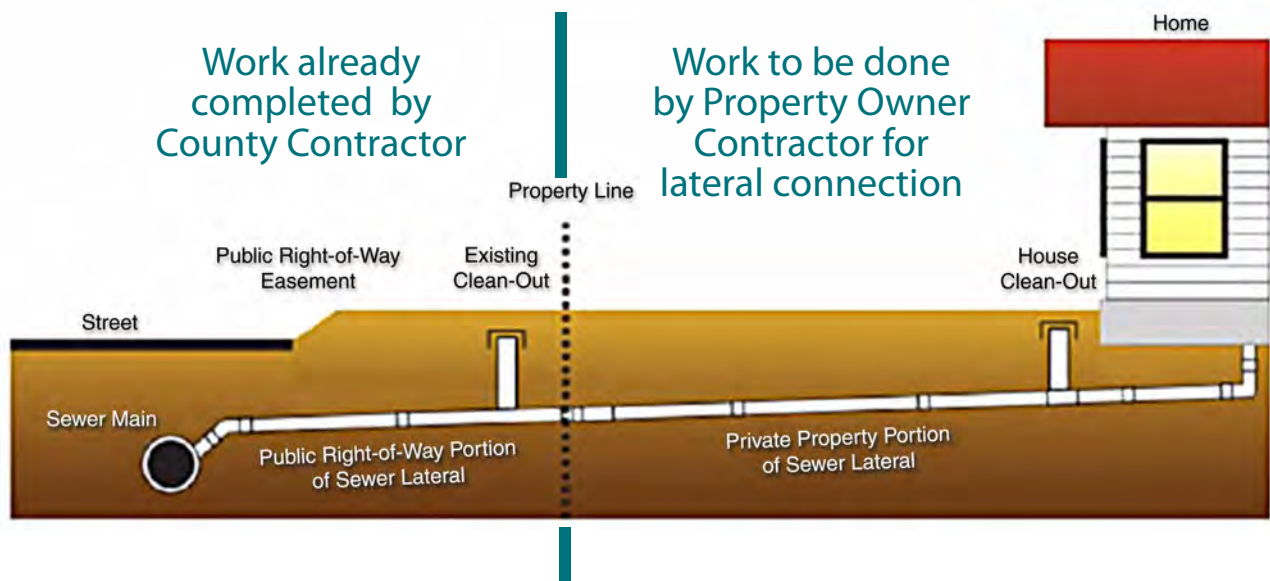 Home
Work already
completed by
County Contractor
Work to be done
by Property Owner
Contractor for
lateral connection
Property Line
Public Right-of-Way
Easement
Existing
Clean-Out
House
Clean-Out
Street
Sewer Main
Public Right-of-Way Portion
of Sewer Lateral
Private Property Portion
of Sewer Lateral